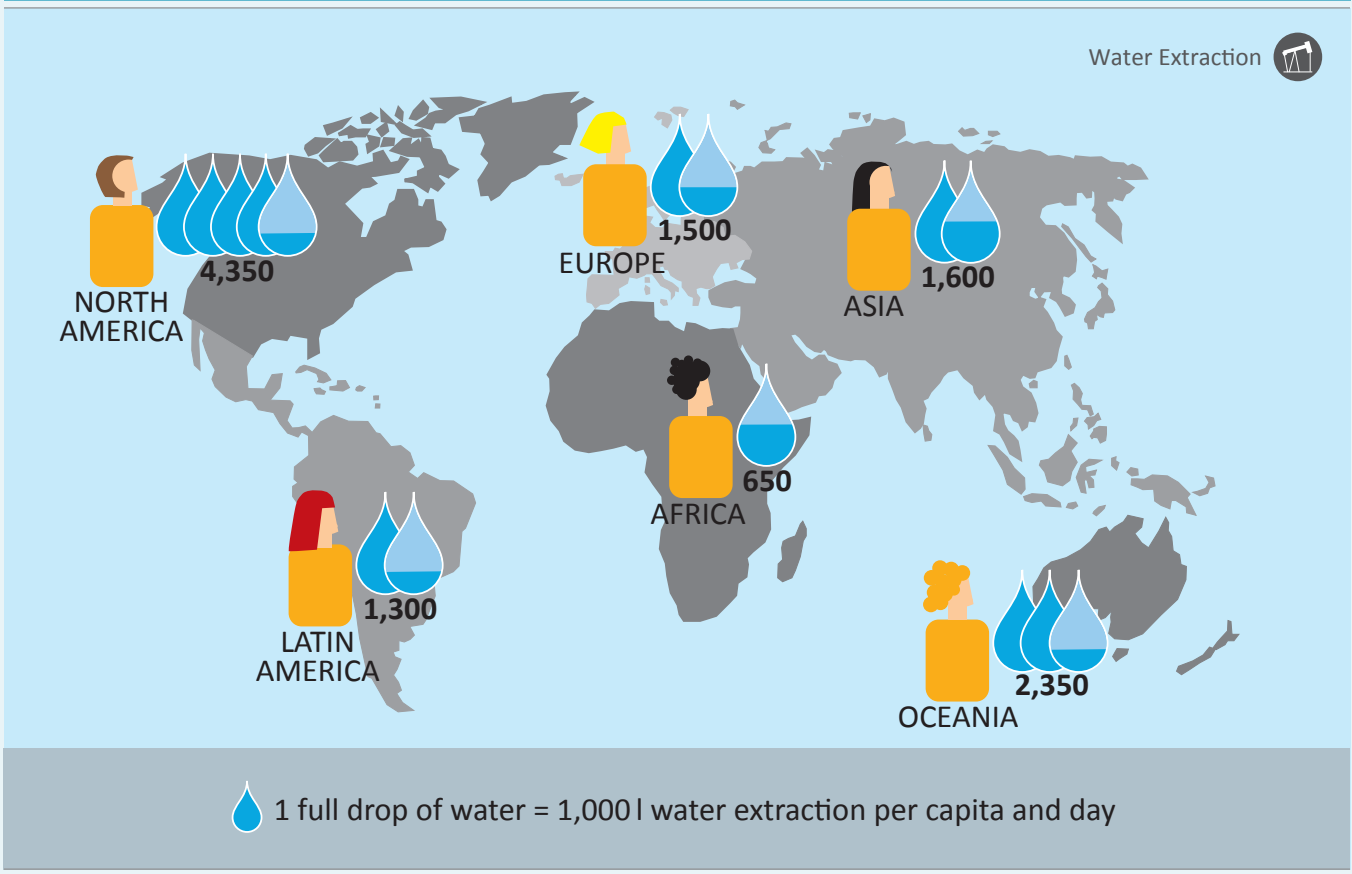 Water Extraction
4,350
NORTH
AMERICA
1,500
EUROPE
1,600
ASIA
650
AFRICA
1,300
LATIN
AMERICA
2,350
OCEANIA
1 full drop of water = 1,000 l water extraction per capita and day